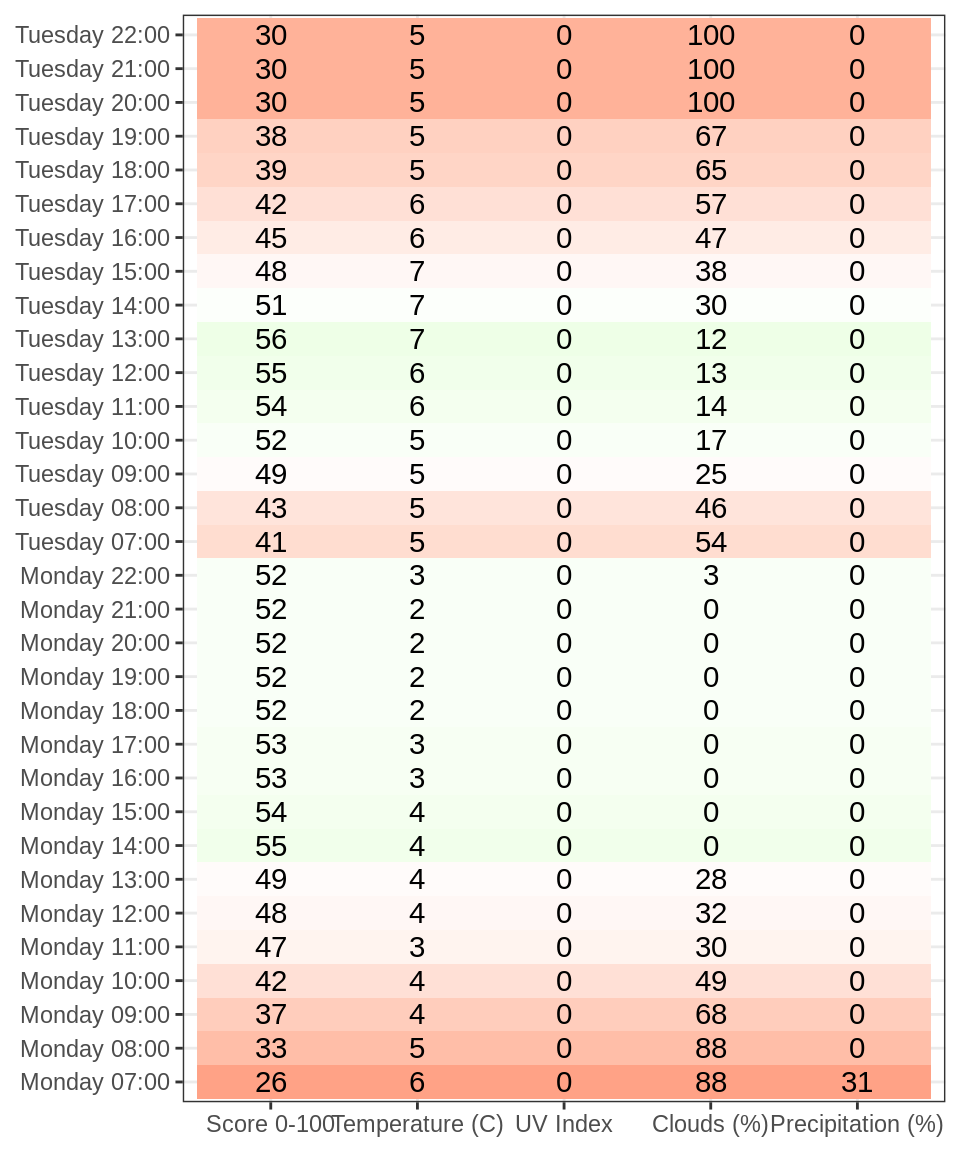 Tuesday 22:00 30 5 0 100 0
Tuesday 21:00 30 5 0 100 0
Tuesday 20:00 30 5 0 100 0
Tuesday 19:00 38 5 0 67 0
Tuesday 18:00 39 5 0 65 0
Tuesday 17:00 42 6 0 57 0
Tuesday 16:00 45 6 0 47 0
Tuesday 15:00 48 7 0 38 0
Tuesday 14:00 51 7 0 30 0
Tuesday 13:00 56 7 0 12 0
Tuesday 12:00 55 6 0 13 0
Tuesday 11:00 54 6 0 14 0
Tuesday 10:00 52 5 0 17 0
Tuesday 09:00 49 5 0 25 0
Tuesday 08:00 43 5 0 46 0
Tuesday 07:00 41 5 0 54 0
Monday 22:00 52 3 0 3 0
Monday 21:00 52 2 0 0 0
Monday 20:00 52 2 0 0 0
Monday 19:00 52 2 0 0 0
Monday 18:00 52 2 0 0 0
Monday 17:00 53 3 0 0 0
Monday 16:00 53 3 0 0 0
Monday 15:00 54 4 0 0 0
Monday 14:00 55 4 0 0 0
Monday 13:00 49 4 0 28 0
Monday 12:00 48 4 0 32 0
Monday 11:00 47 3 0 30 0
Monday 10:00 42 4 0 49 0
Monday 09:00 37 4 0 68 0
Monday 08:00 33 5 0 88 0
Monday 07:00 26 6 0 88 31
Score 0-100 Temperature (C) UV Index Clouds (%) Precipitation (%)